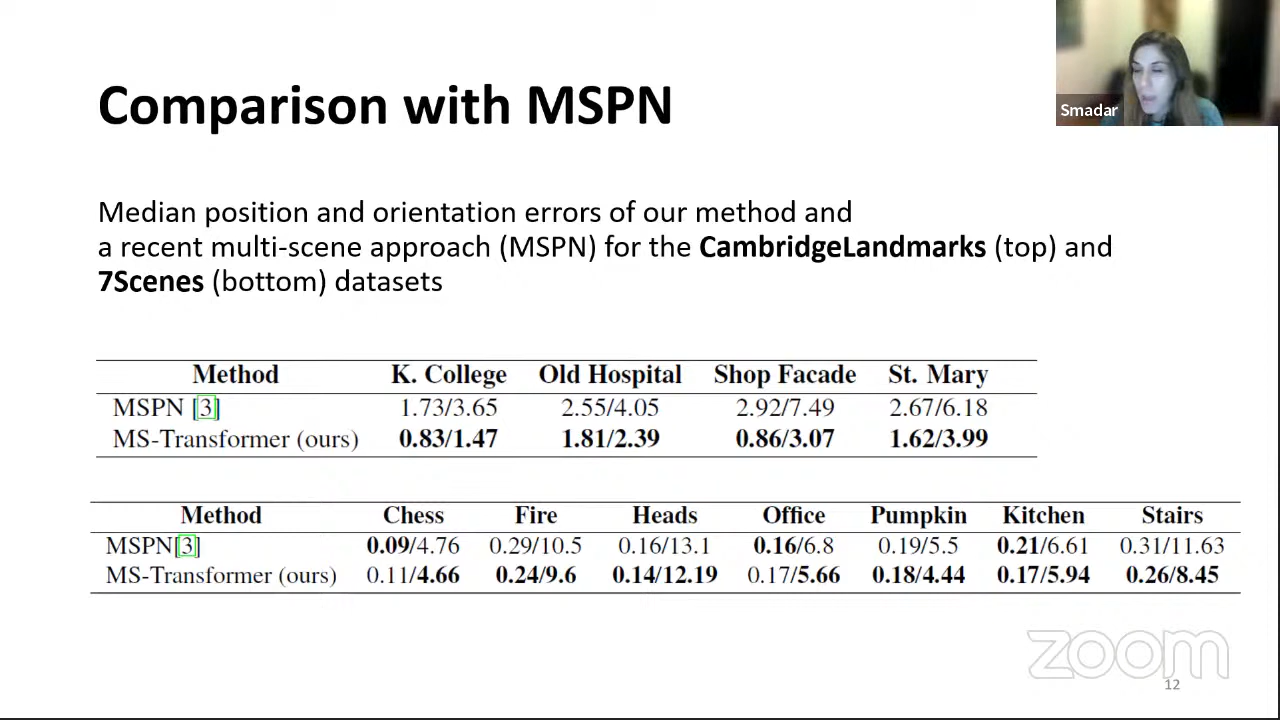 Comparison with MSPN
Smadar
Median position and orientation errors of our method and
a recent multi-scene approach (MSPN) for the CambridgeLandmarks (top) and
7Scenes (bottom) datasets
Method K. College Old Hospital Shop Facade St. Mary
MSPN [3] 1.73/3.65 2.55/4.05 2.92/7.49 2.67/6.18
MS-Transformer (ours) 0.83/1.47 1.81/2.39 0.86/3.07 1.62/3.99
Method Chess Fire Heads Office Pumpkin Kitchen Stairs
MSPN[3] 0.09/4.76 0.29/10.5 0.16/13.1 0.16/6.8 0.19/5.5 0.21/6.61 0.31/11.63
MS-Transformer (ours) 0.11/4.66 0.24/9.6 0.14/12.19 0.17/5.66 0.18/4.44 0.17/5.94 0.26/8.45
zoom
12